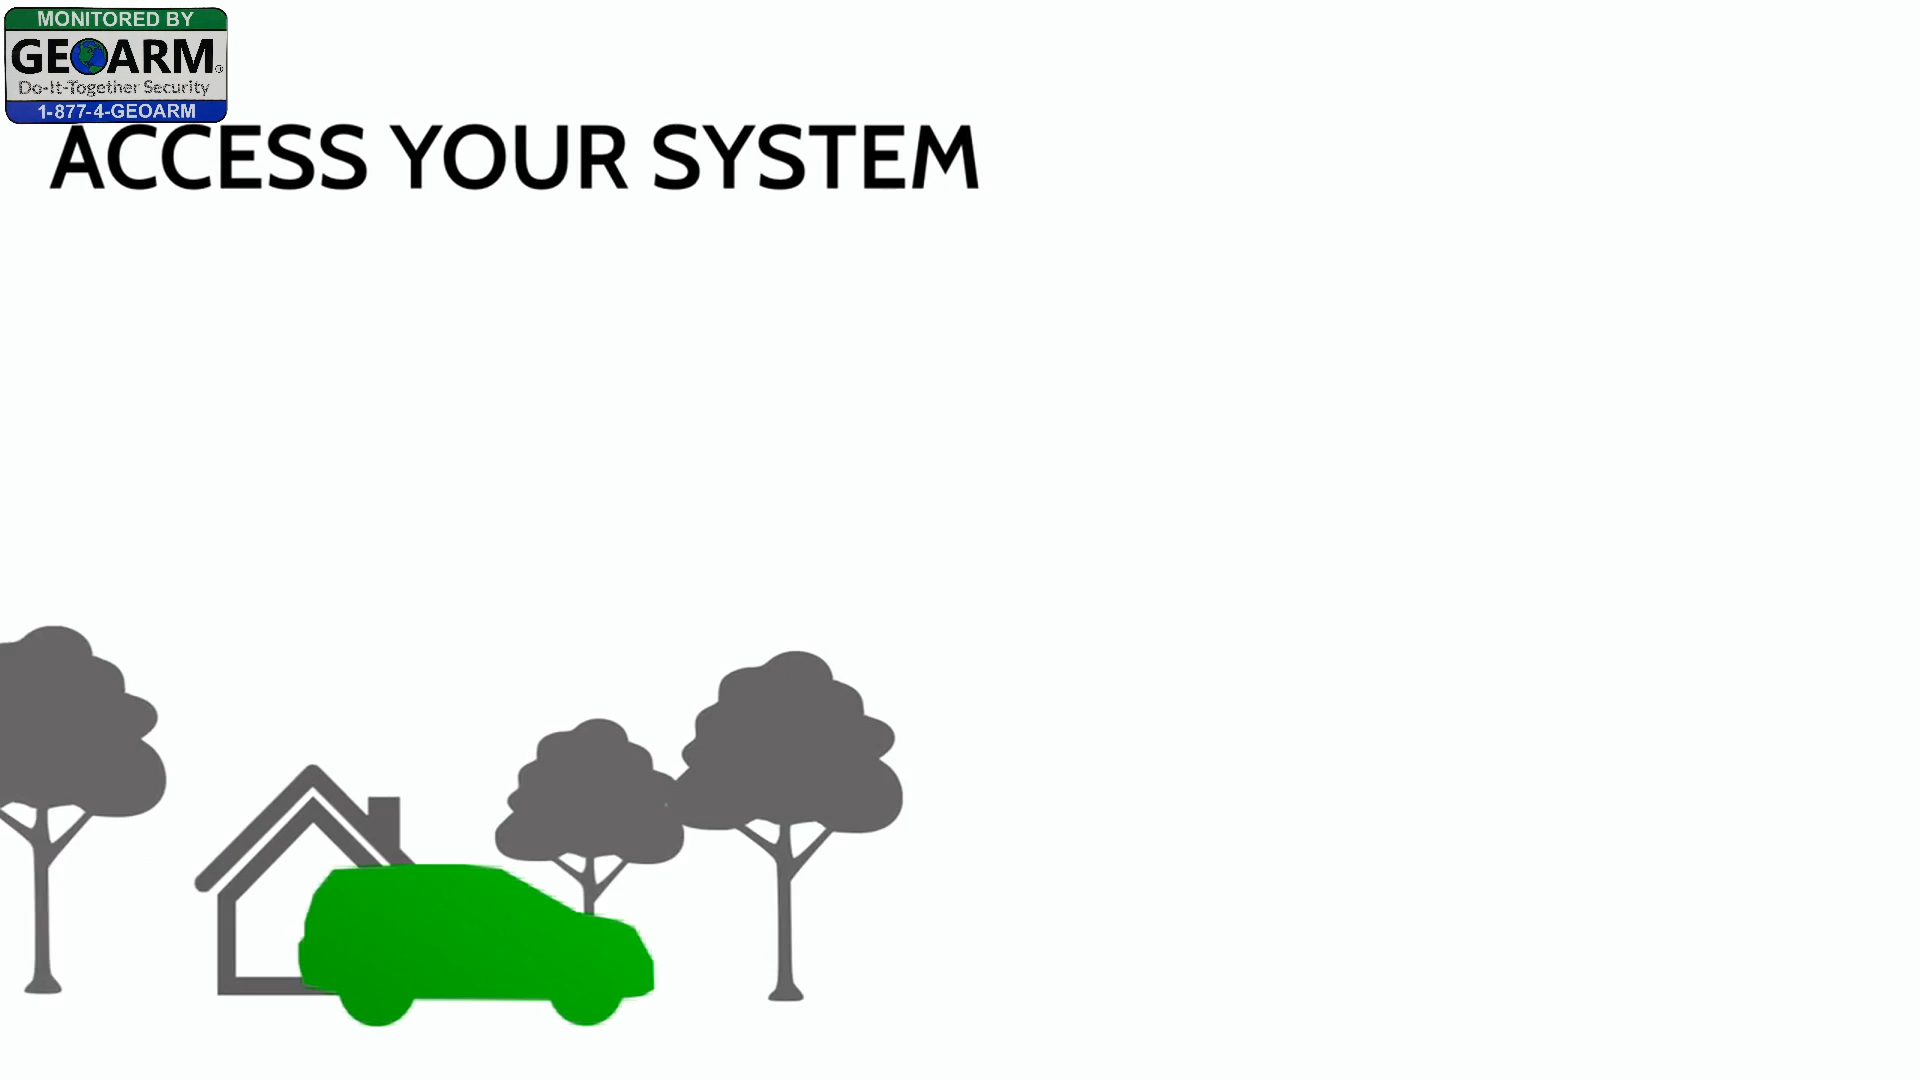 MONITORED BY
GEOARM®
Do-It-Together Security
1-877-4-GEOARM
ACCESS YOUR SYSTEM